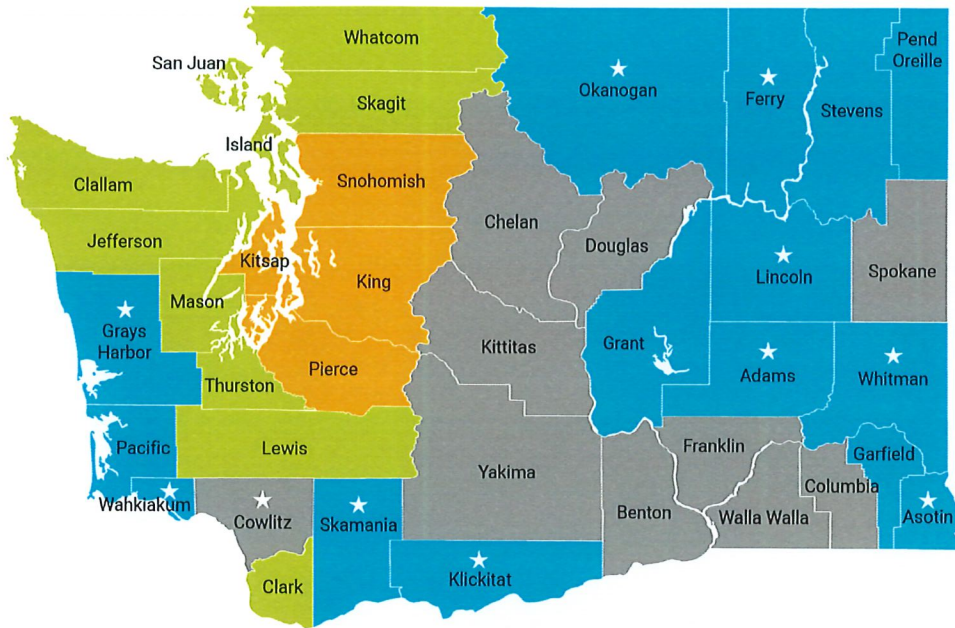 Whatcom
San Juan
Skagit
Island
Clallam
Snohomish
Jefferson
Kitsap
King
Mason
Grays
Harbor
Thurston
Pierce
Pacific
Lewis
Wahkiakum
Cowlitz
Skamania
Clark
Klickitat
Okanogan
Ferry
Stevens
Pend
Oreille
Chelan
Douglas
Lincoln
Spokane
Kittitas
Grant
Adams
Whitman
Yakima
Franklin
Benton
Walla Walla
Columbia
Garfield
Asotin